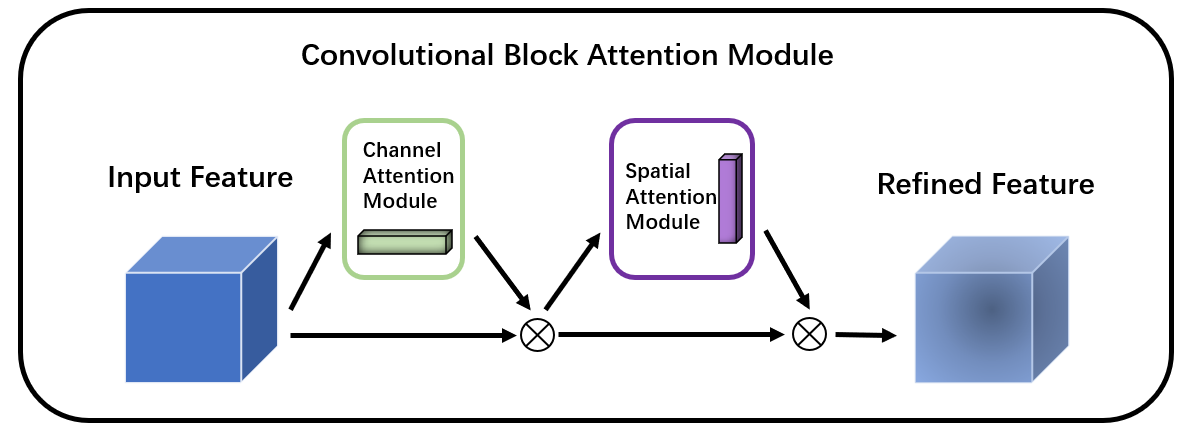 Convolutional Block Attention Module
Input Feature
Channel
Attention
Module
Spatial
Attention
Module
Refined Feature